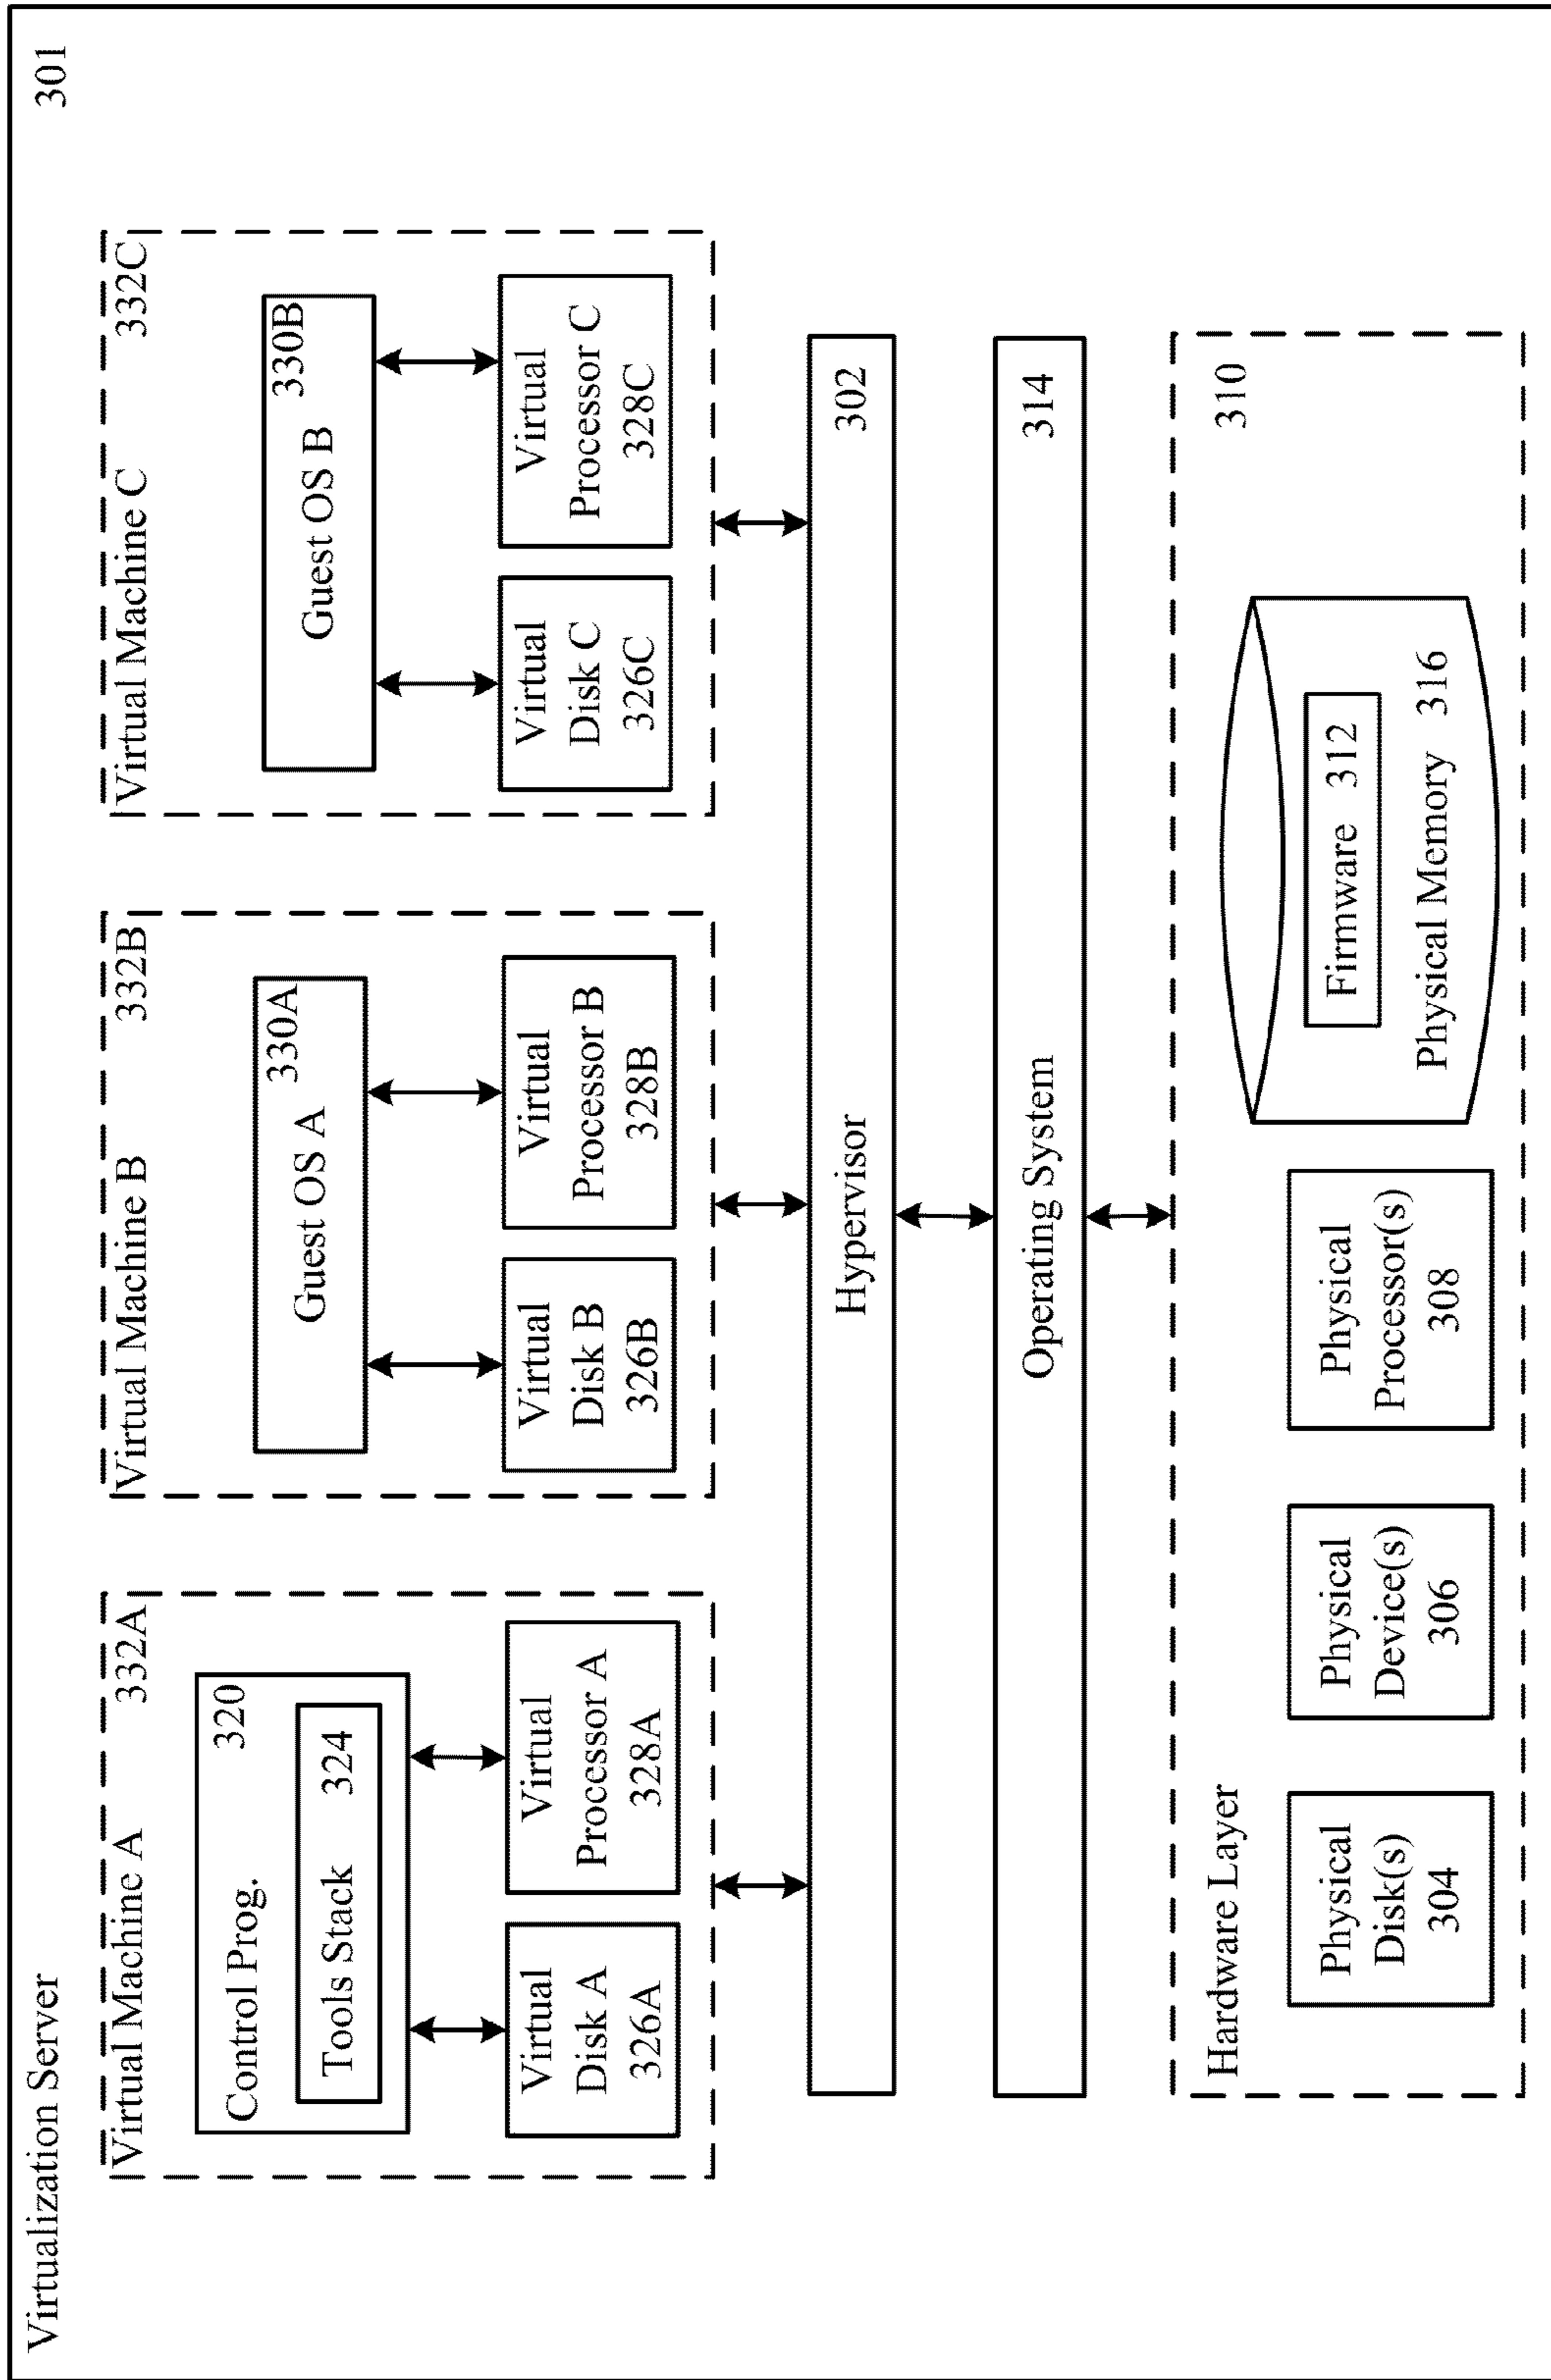 Virtualization Server
301
Virtual Machine A 332A
Control Prog. 320
Tools Stack 324
Virtual
Disk A
326A
Virtual
Processor A
328A
Virtual Machine B 332B
330A
Guest OS A
Virtual
Disk B
326B
Virtual
Processor B
328B
Virtual Machine C 332C
330B
Guest OS B
Virtual
Disk C
326C
Virtual
Processor C
328C
Hypervisor 302
Operating System 314
Hardware Layer 310
Physical
Disk(s)
304
Physical
Device(s)
306
Physical
Processor(s)
308
Firmware 312
Physical Memory 316